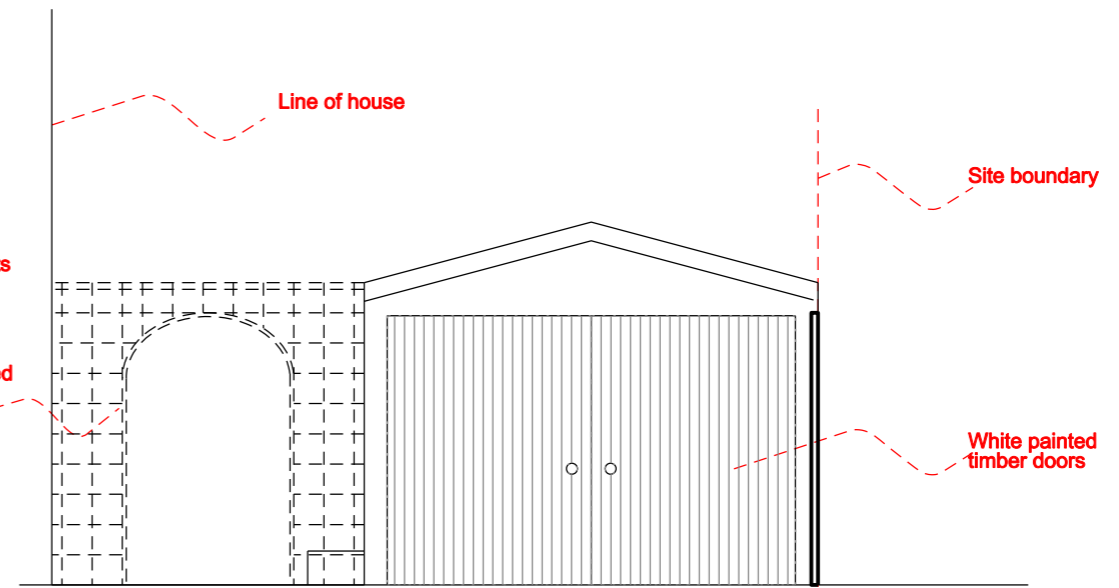 Line of house
Site boundary
White painted
timber doors